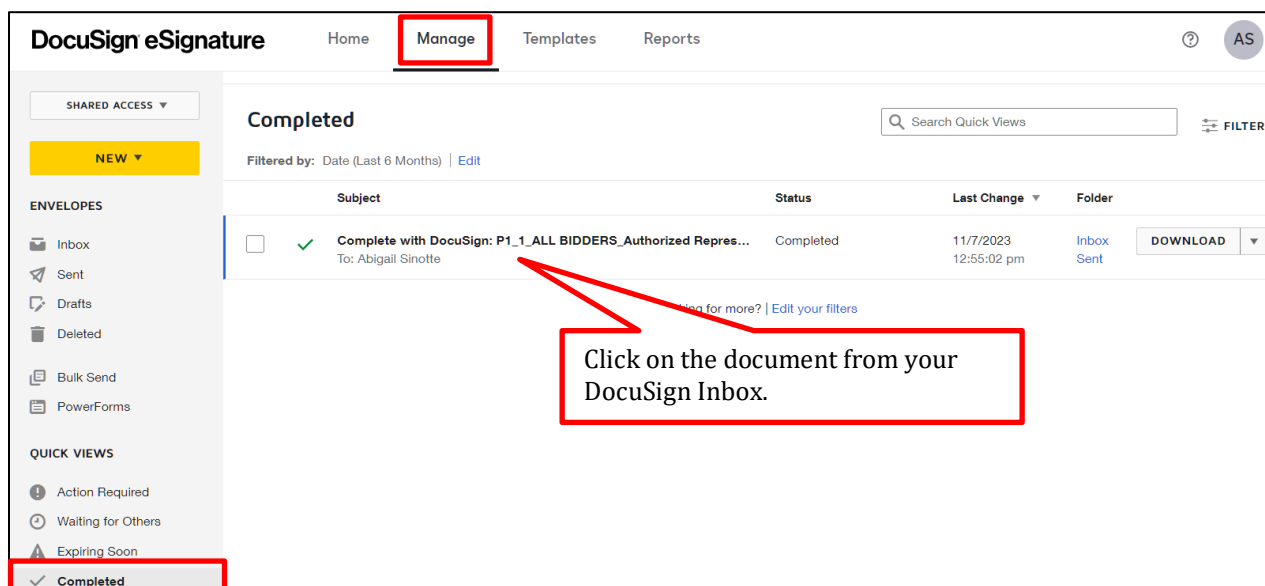 DocuSign eSignature
Home
Manage
Templates
Reports
AS
SHARED ACCESS
NEW
ENVELOPES
Inbox
Sent
Drafts
Deleted
Bulk Send
PowerForms
QUICK VIEWS
Action Required
Waiting for Others
Expiring Soon
Completed
Completed
Search Quick Views
FILTER
Filtered by: Date (Last 6 Months) | Edit
Subject
Status
Last Change
Folder
Complete with DocuSign: P1_1_ALL BIDDERS_Authorized Repres...
To: Abigail Sinotte
Completed
11/7/2023
12:55:02 pm
Inbox
Sent
DOWNLOAD
for more? | Edit your filters
Click on the document from your
DocuSign Inbox.